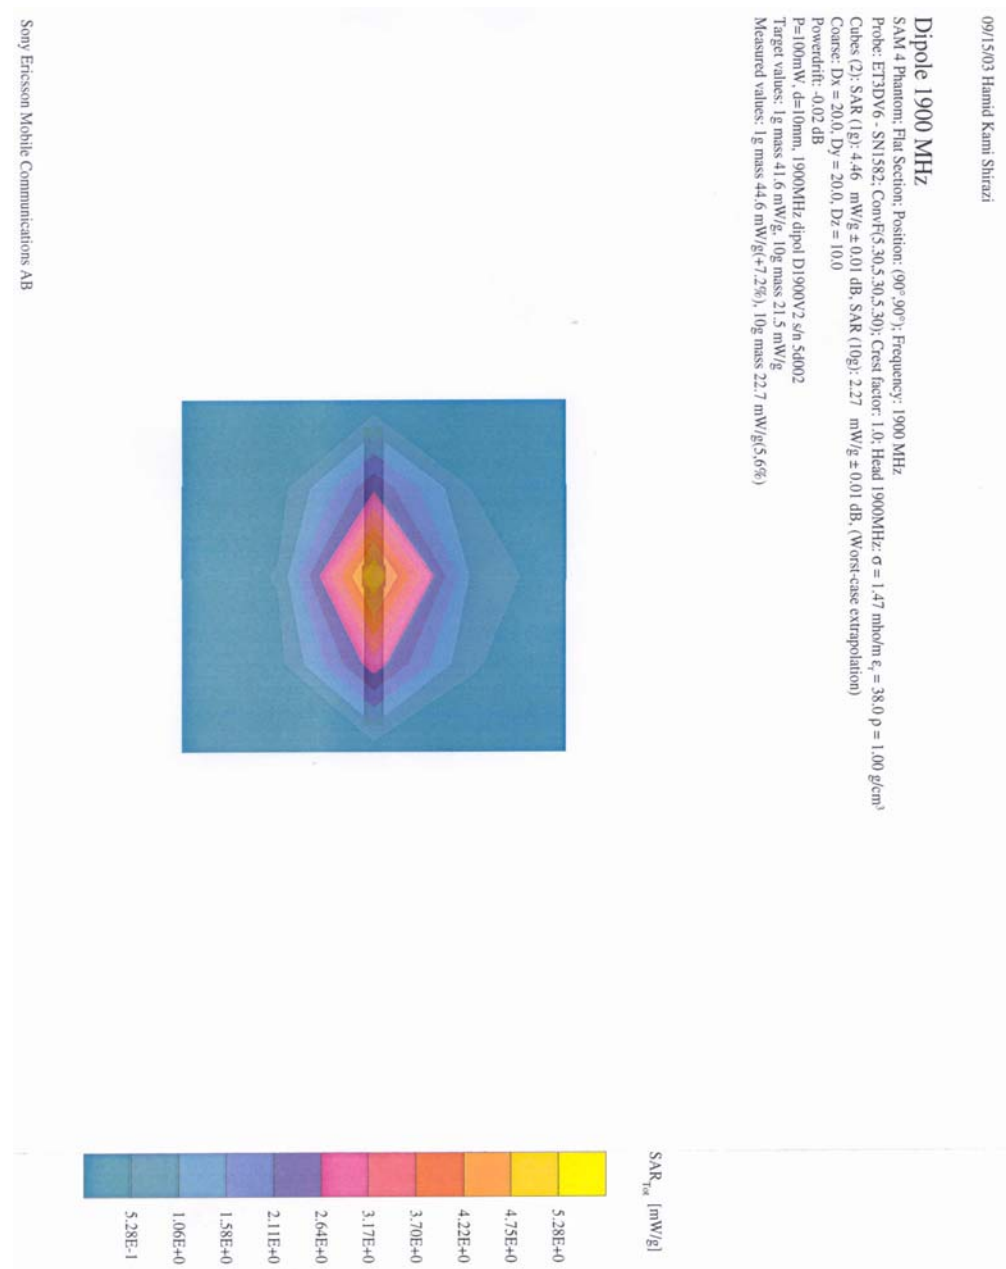 09/15/03 Hamid Kami Shirazi
Dipole 1900 MHz
SAM 4 Phantom; Flat Section; Position: (90°,90°); Frequency: 1900 MHz
Probe: ET3DV6 - SN1582; ConvF(5.30,5.30,5.30); Crest factor: 1.0; Head 1900MHz: σ = 1.47 mho/m εr = 38.0 ρ = 1.00 g/cm³
Cubes (2): SAR (1g): 4.46 mW/g ± 0.01 dB, SAR (10g): 2.27 mW/g ± 0.01 dB, (Worst-case extrapolation)
Coarse: Dx = 20.0, Dy = 20.0, Dz = 10.0
Powerdrift: -0.02 dB
P=100mW, d=10mm, 1900MHz dipol D1900V2 s/n 5d002
Target values: 1g mass 41.6 mW/g, 10g mass 21.5 mW/g
Measured values: 1g mass 44.6 mW/g(+7.2%), 10g mass 22.7 mW/g(5,6%)
SARTot [mW/g]
5.28E+0
4.75E+0
4.22E+0
3.70E+0
3.17E+0
2.64E+0
2.11E+0
1.58E+0
1.06E+0
5.28E-1
Sony Ericsson Mobile Communications AB